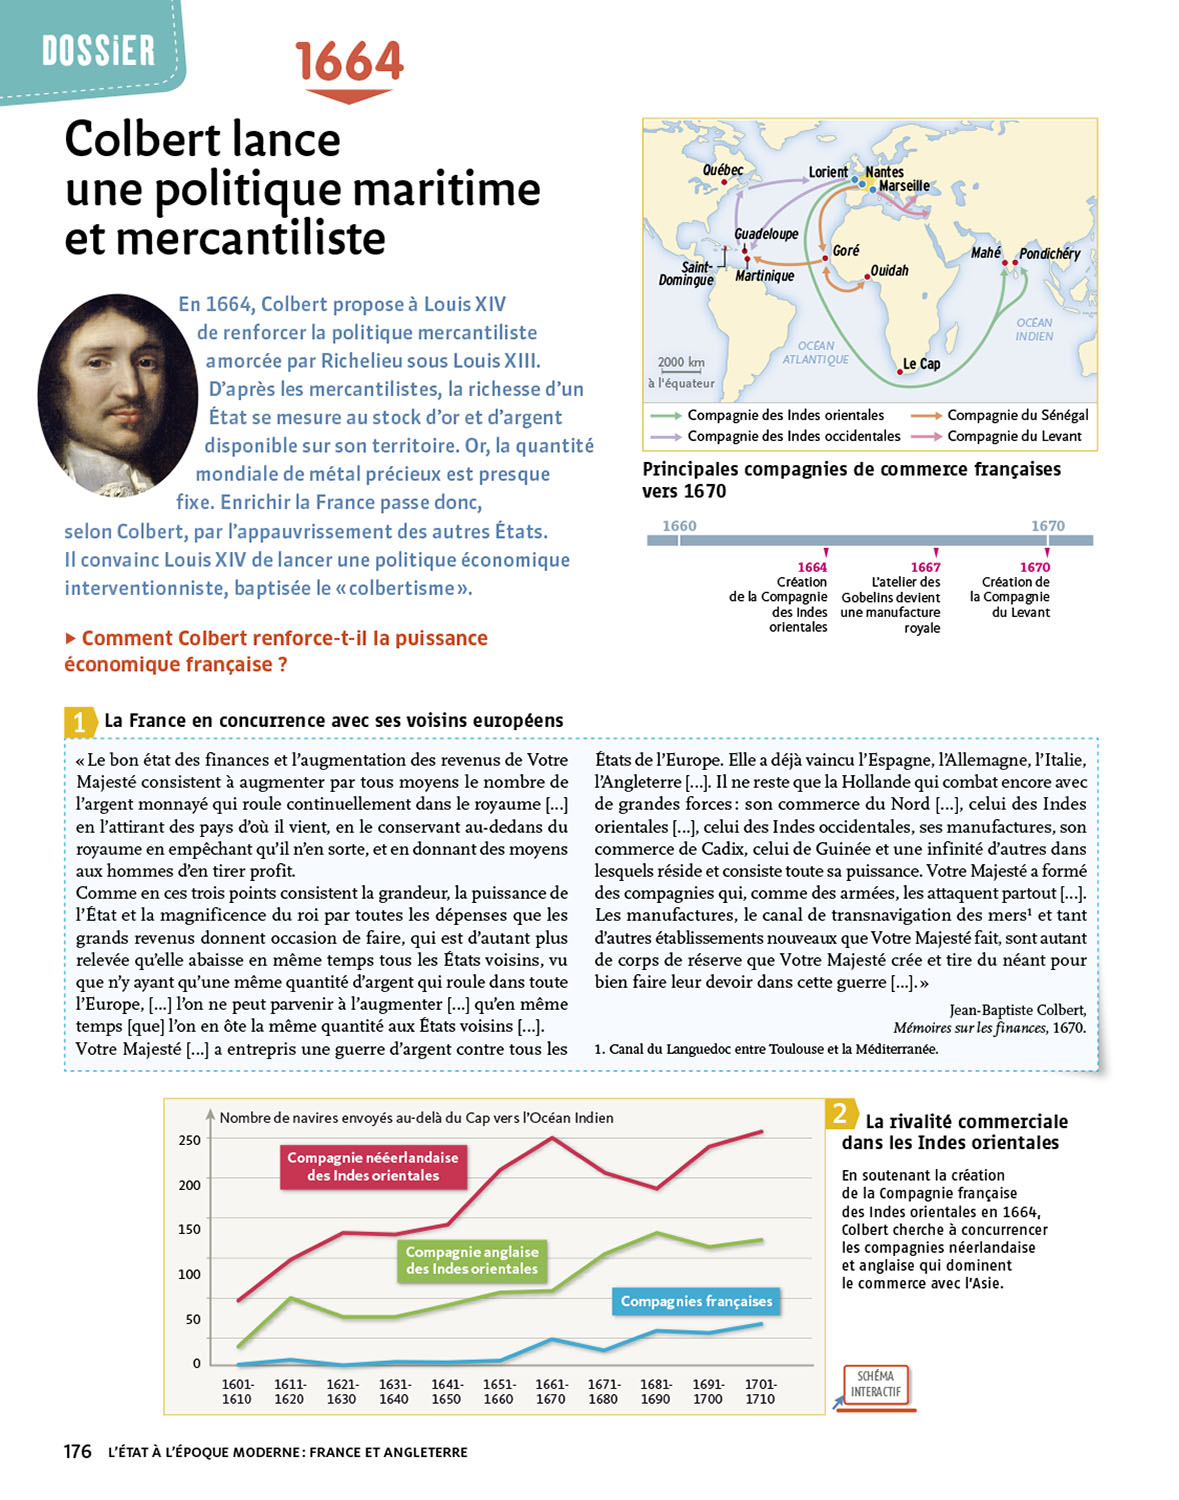 DOSSiER
1664
Colbert lance
une politique maritime
et mercantiliste
En 1664, Colbert propose à Louis XIV
de renforcer la politique mercantiliste
amorcée par Richelieu sous Louis XIII.
D'après les mercantilistes, la richesse d'un
État se mesure au stock d'or et d'argent
disponible sur son territoire. Or, la quantité
mondiale de métal précieux est presque
fixe. Enrichir la France passe donc,
selon Colbert, par l'appauvrissement des autres États.
Il convainc Louis XIV de lancer une politique économique
interventionniste, baptisée le « colbertisme ».
Comment Colbert renforce-t-il la puissance
économique française ?
Québec
Lorient
Nantes
Marseille
Guadeloupe
Saint-
Domingue
Martinique
Goré
Ouidah
Mahé
Pondichéry
OCÉAN
INDIEN
OCÉAN
ATLANTIQUE
Le Cap
2000 km
à l'équateur
Compagnie des Indes orientales
Compagnie du Sénégal
Compagnie des Indes occidentales
Compagnie du Levant
Principales compagnies de commerce françaises
vers 1670
1660
1670
1664
Création
de la Compagnie
des Indes
orientales
1667
L'atelier des
Gobelins devient
une manufacture
royale
1670
Création de
la Compagnie
du Levant
1 La France en concurrence avec ses voisins européens
« Le bon état des finances et l'augmentation des revenus de Votre
Majesté consistent à augmenter par tous moyens le nombre de
l'argent monnayé qui roule continuellement dans le royaume [...]
en l'attirant des pays d'où il vient, en le conservant au-dedans du
royaume en empêchant qu'il n'en sorte, et en donnant des moyens
aux hommes d'en tirer profit.
Comme en ces trois points consistent la grandeur, la puissance de
l'État et la magnificence du roi par toutes les dépenses que les
grands revenus donnent occasion de faire, qui est d'autant plus
relevée qu'elle abaisse en même temps tous les États voisins, vu
que n'y ayant qu'une même quantité d'argent qui roule dans toute
l'Europe, [...] l'on ne peut parvenir à l'augmenter [...] qu'en même
temps [que] l'on en ôte la même quantité aux États voisins [...].
Votre Majesté [...] a entrepris une guerre d'argent contre tous les
États de l'Europe. Elle a déjà vaincu l'Espagne, l'Allemagne, l'Italie,
l'Angleterre [...]. Il ne reste que la Hollande qui combat encore avec
de grandes forces : son commerce du Nord [...], celui des Indes
orientales [...], celui des Indes occidentales, ses manufactures, son
commerce de Cadix, celui de Guinée et une infinité d'autres dans
lesquels réside et consiste toute sa puissance. Votre Majesté a formé
des compagnies qui, comme des armées, les attaquent partout [...].
Les manufactures, le canal de transnavigation des mers¹ et tant
d'autres établissements nouveaux que Votre Majesté fait, sont autant
de corps de réserve que Votre Majesté crée et tire du néant pour
bien faire leur devoir dans cette guerre [...]. »
Jean-Baptiste Colbert,
Mémoires sur les finances, 1670.
1. Canal du Languedoc entre Toulouse et la Méditerranée.
Nombre de navires envoyés au-delà du Cap vers l'Océan Indien
250
200
150
100
50
0
Compagnie nééerlandaise
des Indes orientales
Compagnie anglaise
des Indes orientales
Compagnies françaises
1601-
1610
1611-
1620
1621-
1630
1631-
1640
1641-
1650
1651-
1660
1661-
1670
1671-
1680
1681-
1690
1691-
1700
1701-
1710
2 La rivalité commerciale
dans les Indes orientales
En soutenant la création
de la Compagnie française
des Indes orientales en 1664,
Colbert cherche à concurrencer
les compagnies néerlandaise
et anglaise qui dominent
le commerce avec l'Asie.
SCHÉMA
INTERACTIF
176 L'ÉTAT À L'ÉPOQUE MODERNE : FRANCE ET ANGLETERRE